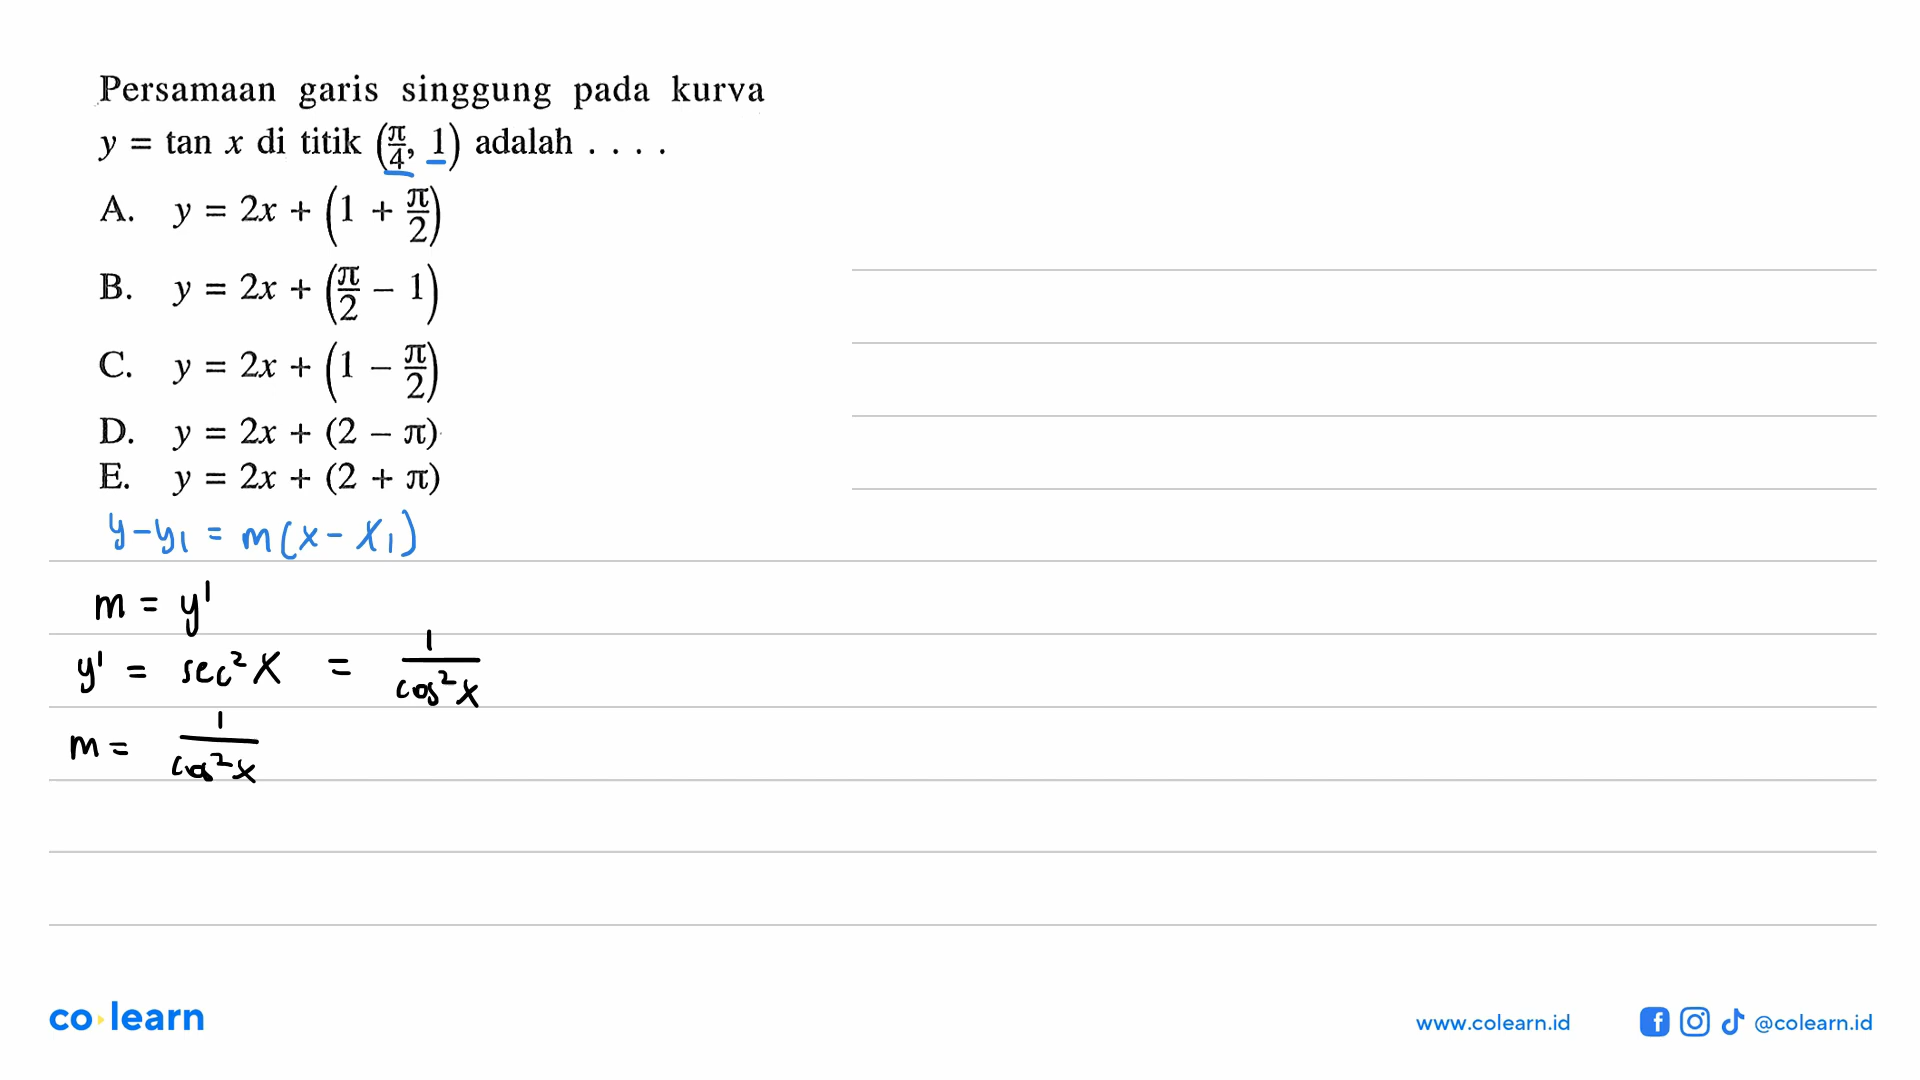 Persamaan garis singgung pada kurva
y = tan x di titik (π/4, 1) adalah . . . .
A. y = 2x + (1 + π/2)
B. y = 2x + (π/2 − 1)
C. y = 2x + (1 − π/2)
D. y = 2x + (2 − π)
E. y = 2x + (2 + π)
y-y₁ = m(x-x₁)
m = y'
y' = sec²x = 1/cos²x
m = 1/cos²x
co learn
www.colearn.id @colearn.id